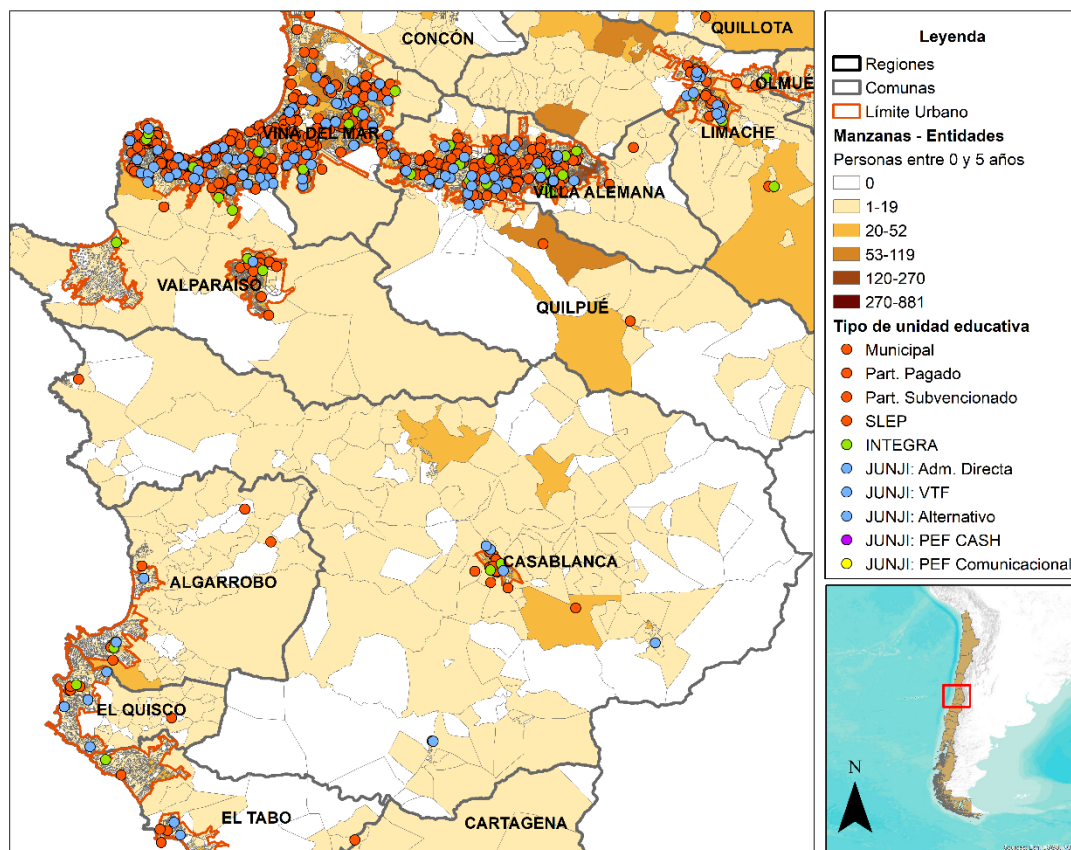 CONCÓN
QUILLOTA
OLMUÉ
VIÑA DEL MAR
LIMACHE
VILLA ALEMANA
VALPARAISO
QUILPUÉ
CASABLANCA
ALGARROBO
EL QUISCO
EL TABO
CARTAGENA
Leyenda
Regiones
Comunas
Límite Urbano
Manzanas - Entidades
Personas entre 0 y 5 años
0
1-19
20-52
53-119
120-270
270-881
Tipo de unidad educativa
Municipal
Part. Pagado
Part. Subvencionado
SLEP
INTEGRA
JUNJI: Adm. Directa
JUNJI: VTF
JUNJI: Alternativo
JUNJI: PEF CASH
JUNJI: PEF Comunicacional
N